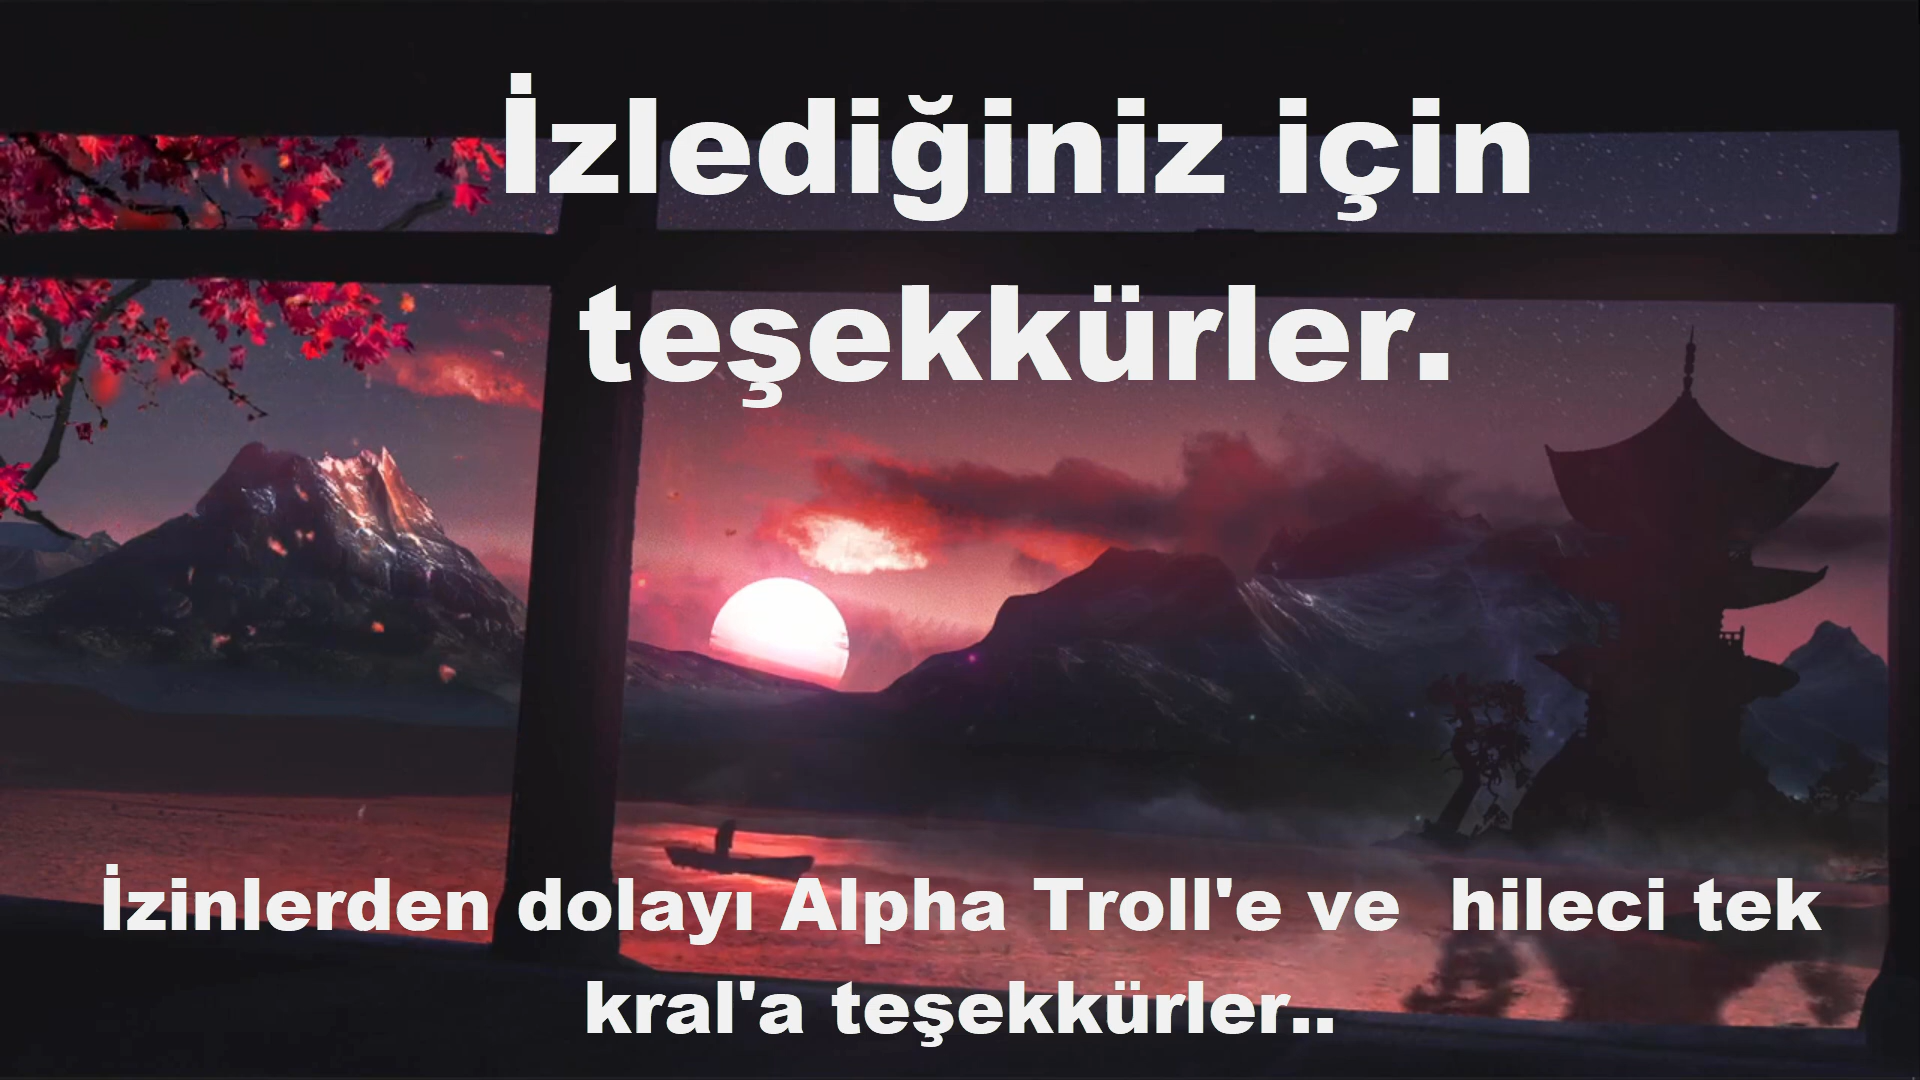 İzlediğiniz için
teşekkürler.
İzinlerden dolayı Alpha Troll'e ve  hileci tek
kral'a teşekkürler..